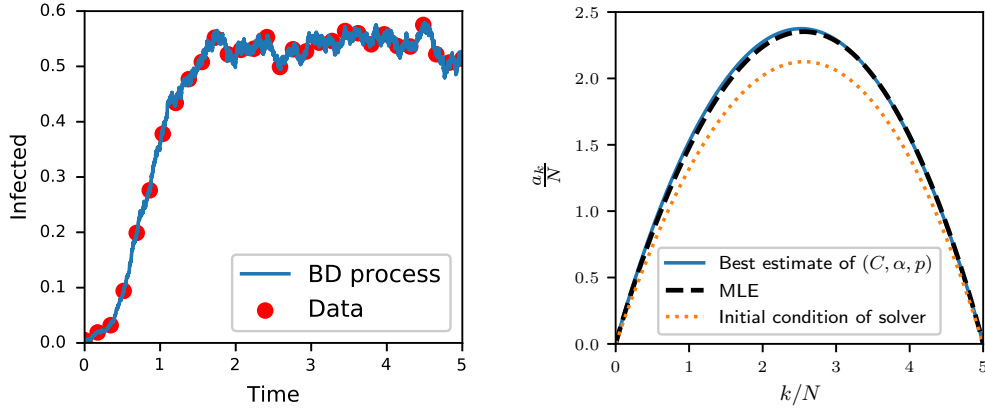 0.6
0.5
0.4
0.3
0.2
0.1
0.0
Infected
0 1 2 3 4 5
Time
BD process
Data
2.5
2.0
1.5
1.0
0.5
0.0
a_k/N
0 1 2 3 4 5
k/N
Best estimate of (C, α, p)
MLE
Initial condition of solver